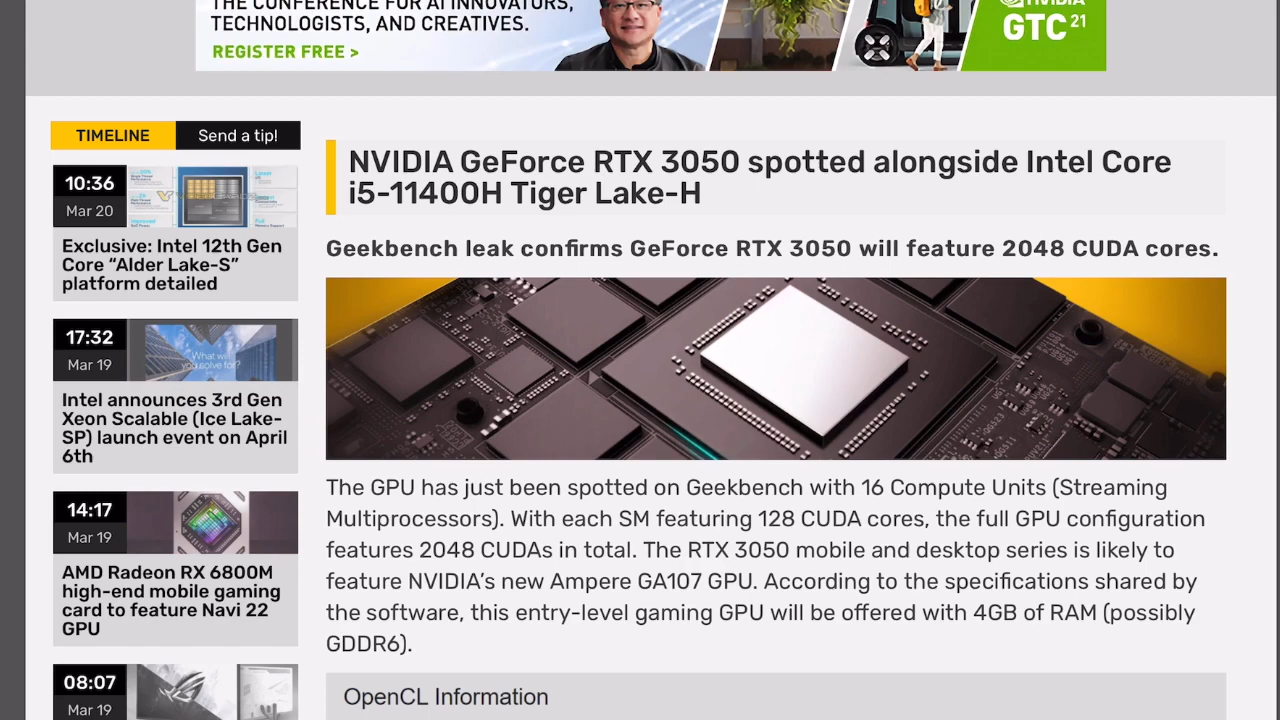 THE CONFERENCE FOR AI INNOVATORS,
TECHNOLOGISTS, AND CREATIVES.
REGISTER FREE >
NVIDIA
GTC 21
TIMELINE
Send a tip!
10:36
Mar 20
Exclusive: Intel 12th Gen
Core “Alder Lake-S”
platform detailed
17:32
Mar 19
What will
you solve for?
Intel announces 3rd Gen
Xeon Scalable (Ice Lake-
SP) launch event on April
6th
14:17
Mar 19
AMD Radeon RX 6800M
high-end mobile gaming
card to feature Navi 22
GPU
08:07
Mar 19
NVIDIA GeForce RTX 3050 spotted alongside Intel Core
i5-11400H Tiger Lake-H
Geekbench leak confirms GeForce RTX 3050 will feature 2048 CUDA cores.
The GPU has just been spotted on Geekbench with 16 Compute Units (Streaming
Multiprocessors). With each SM featuring 128 CUDA cores, the full GPU configuration
features 2048 CUDAs in total. The RTX 3050 mobile and desktop series is likely to
feature NVIDIA’s new Ampere GA107 GPU. According to the specifications shared by
the software, this entry-level gaming GPU will be offered with 4GB of RAM (possibly
GDDR6).
OpenCL Information